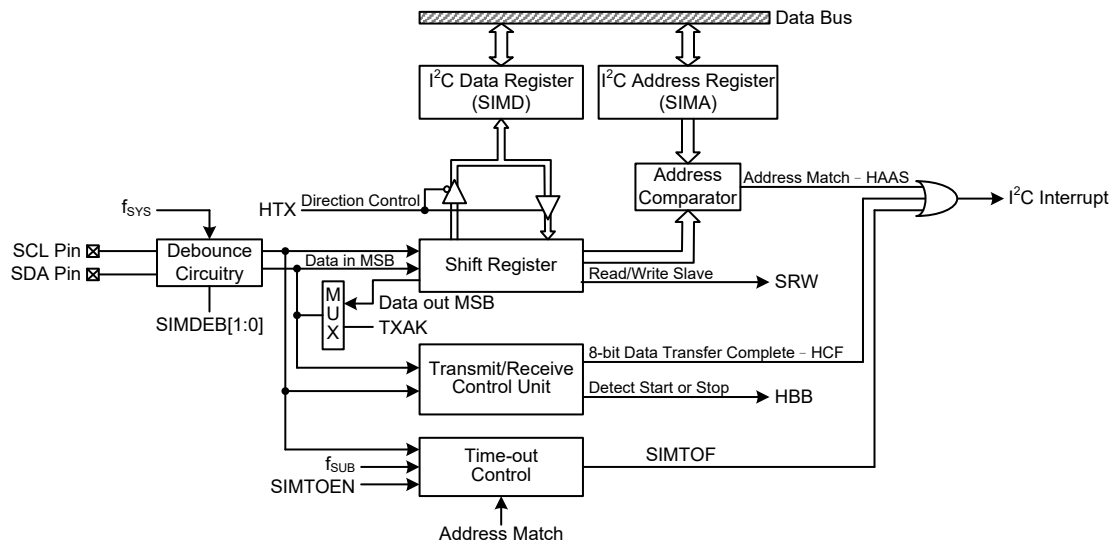 Data Bus
I²C Data Register
(SIMD)
I²C Address Register
(SIMA)
Address
Comparator
Address Match – HAAS
I²C Interrupt
HTX
Direction Control
fSYS
SCL Pin
SDA Pin
Debounce
Circuitry
SIMDEB[1:0]
Data in MSB
Shift Register
Read/Write Slave
SRW
MUX
Data out MSB
TXAK
Transmit/Receive
Control Unit
8-bit Data Transfer Complete – HCF
Detect Start or Stop
HBB
fSUB
SIMTOEN
Time-out
Control
SIMTOF
Address Match